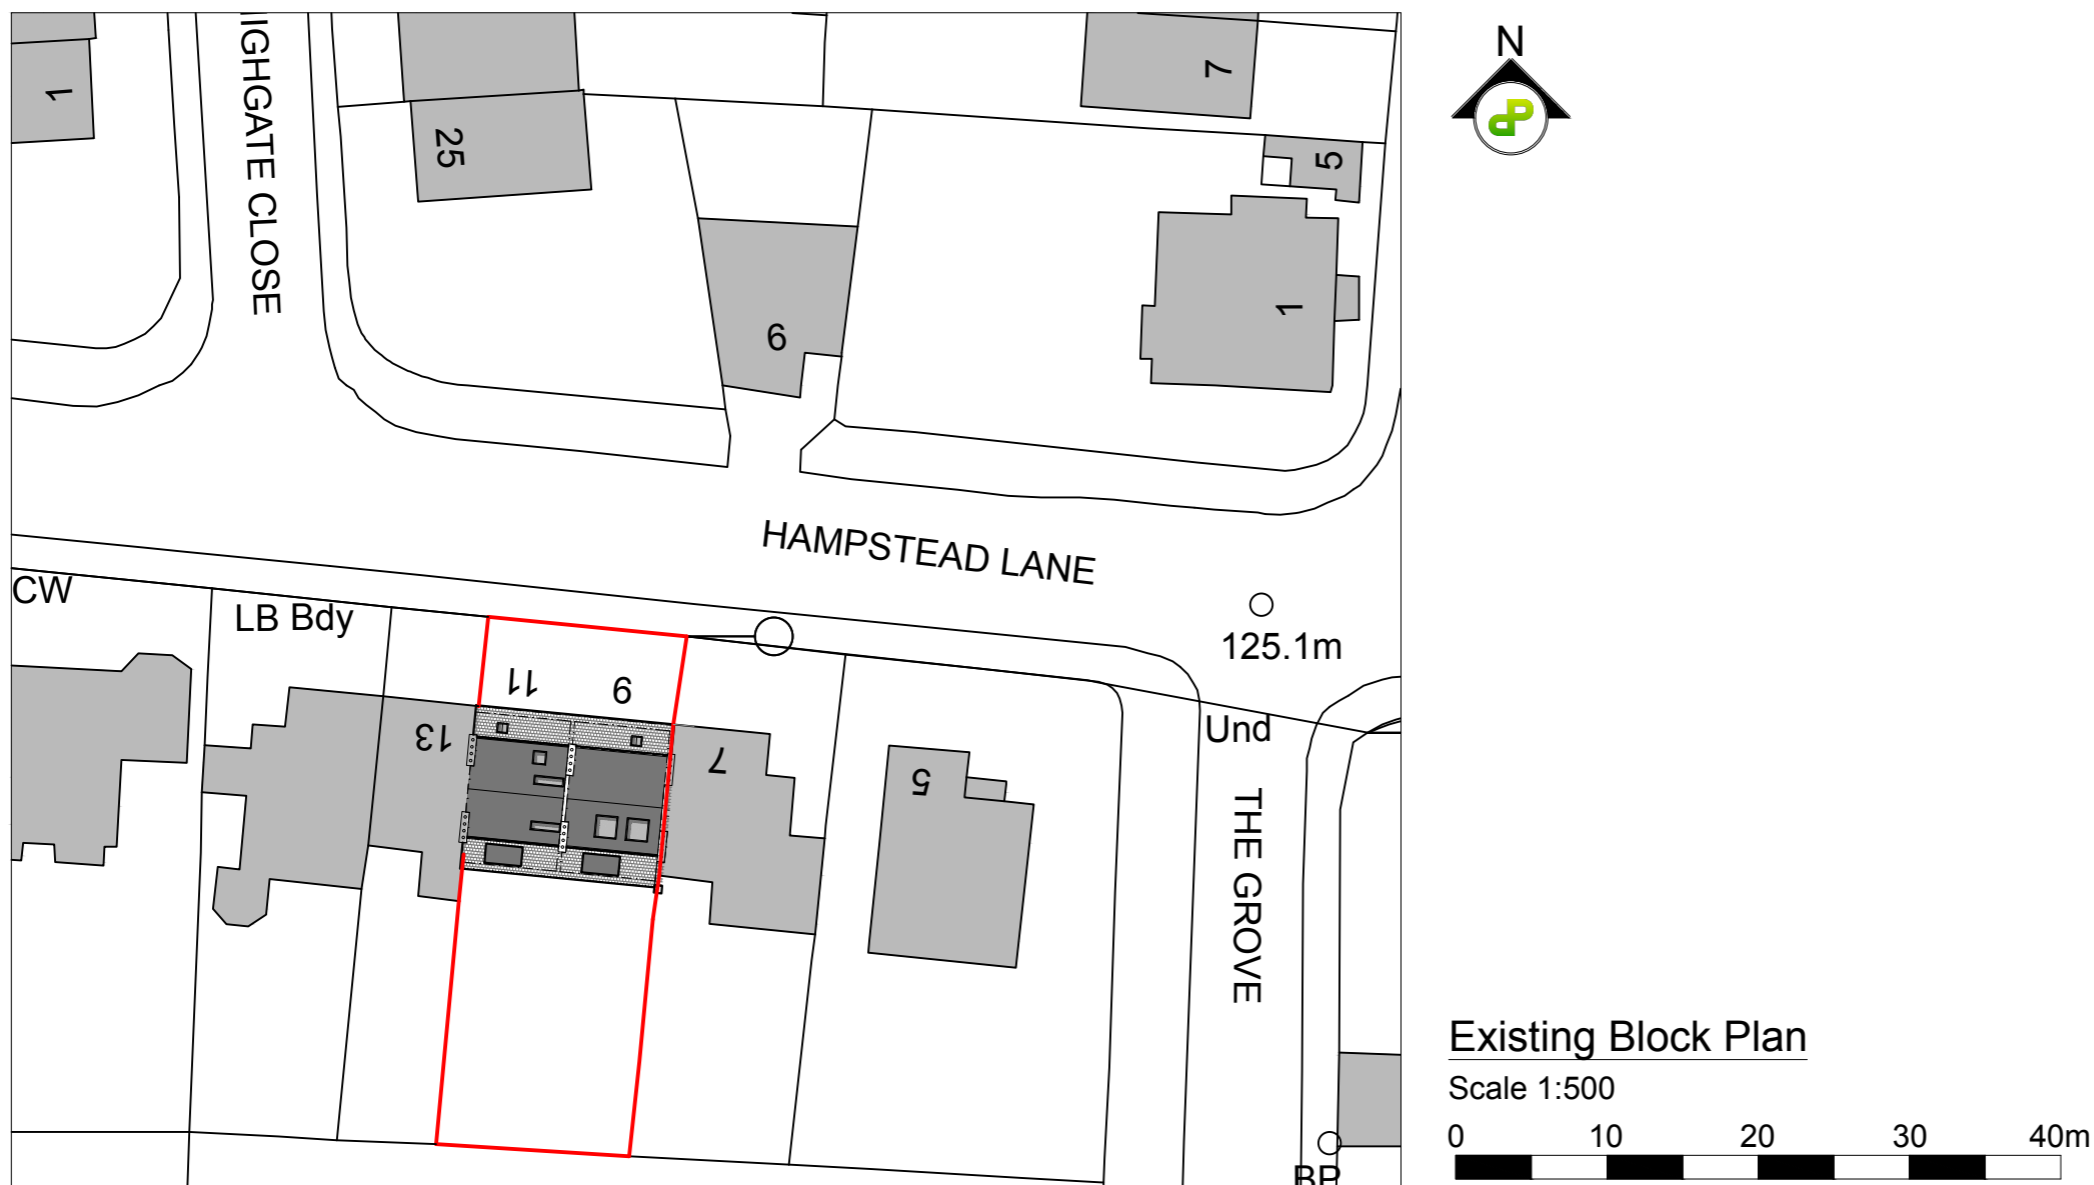 IGHGATE CLOSE
1
25
7
5
6
1
HAMPSTEAD LANE
CW
LB Bdy
125.1m
11
9
13
7
5
Und
THE GROVE
N
dP
Existing Block Plan
Scale 1:500
0 10 20 30 40m